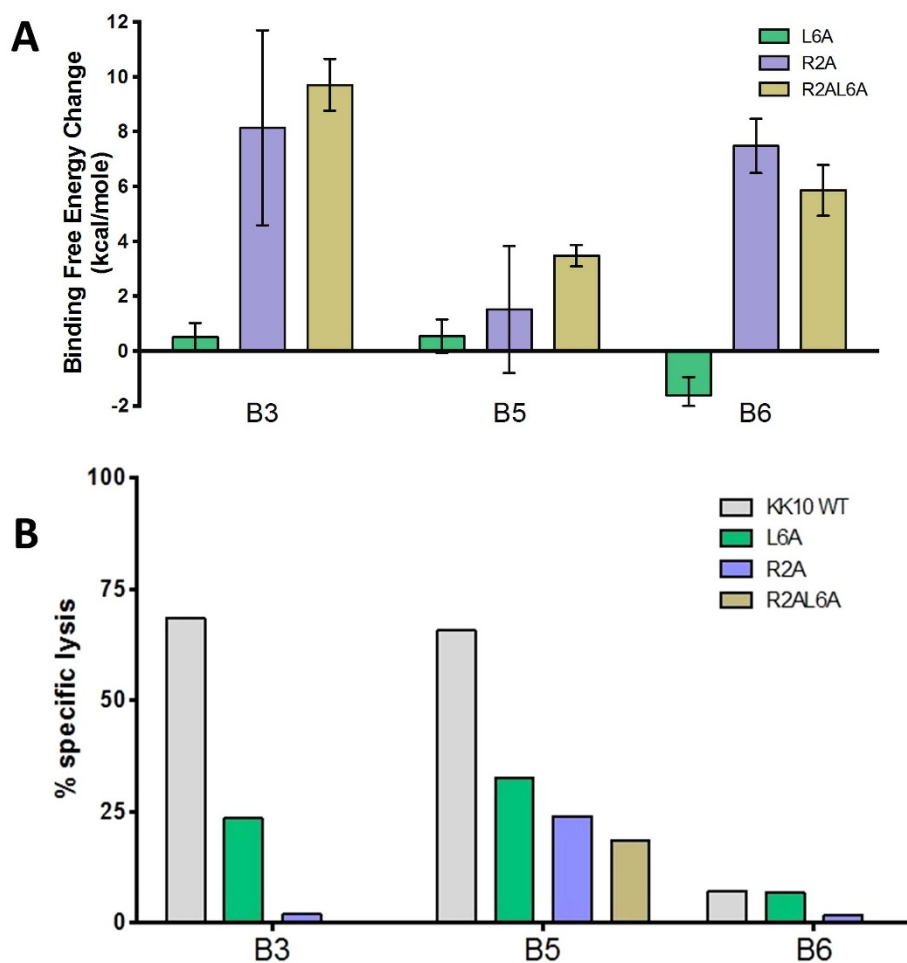 A
Binding Free Energy Change
(kcal/mole)
12
10
8
6
4
2
0
-2
L6A
R2A
R2AL6A
B3 B5 B6
B
% specific lysis
100
75
50
25
0
KK10 WT
L6A
R2A
R2AL6A
B3 B5 B6